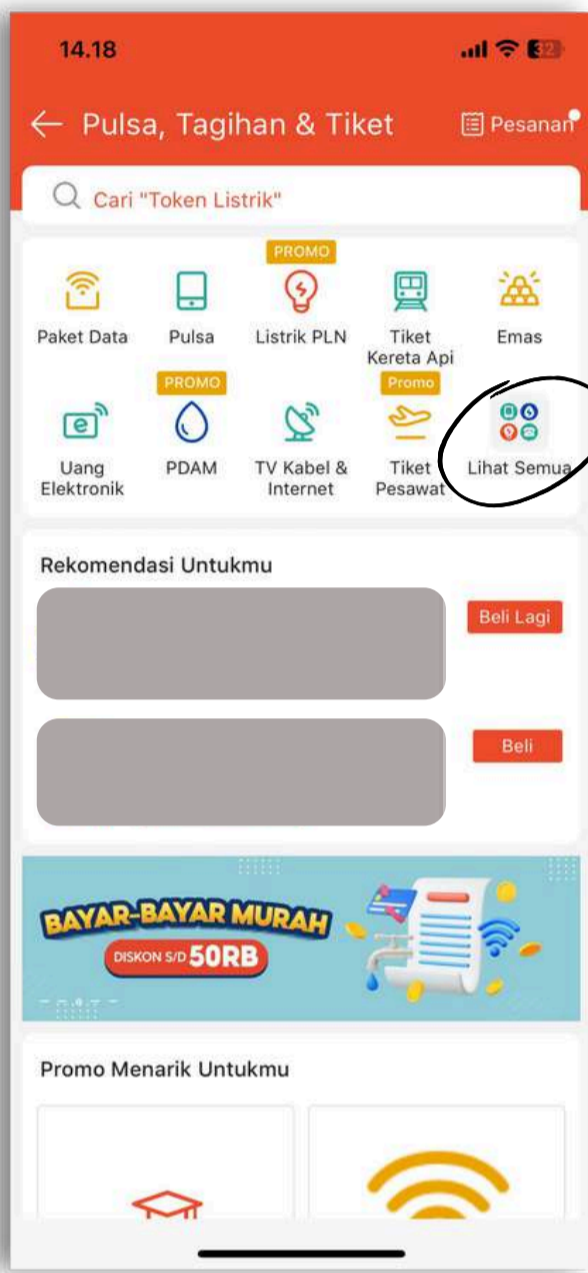 14.18
32
Pulsa, Tagihan & Tiket
Pesanan
Cari "Token Listrik"
PROMO
Paket Data
Pulsa
Listrik PLN
Tiket
Kereta Api
Emas
PROMO
Promo
Uang
Elektronik
PDAM
TV Kabel &
Internet
Tiket
Pesawat
Lihat Semua
Rekomendasi Untukmu
Beli Lagi
Beli
BAYAR-BAYAR MURAH
DISKON S/D 50RB
Promo Menarik Untukmu